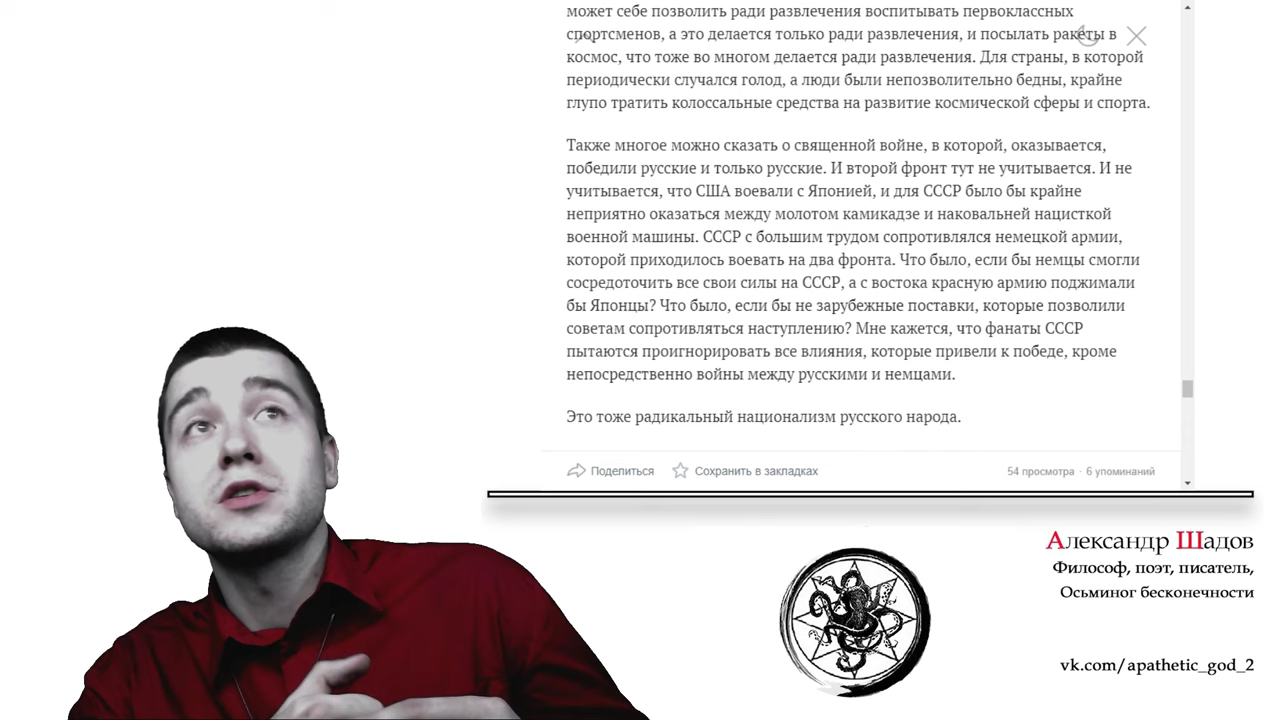 может себе позволить ради развлечения воспитывать первоклассных
спортсменов, а это делается только ради развлечения, и посылать ракеты в
космос, что тоже во многом делается ради развлечения. Для страны, в которой
периодически случался голод, а люди были непозволительно бедны, крайне
глупо тратить колоссальные средства на развитие космической сферы и спорта.
Также многое можно сказать о священной войне, в которой, оказывается,
победили русские и только русские. И второй фронт тут не учитывается. И не
учитывается, что США воевали с Японией, и для СССР было бы крайне
неприятно оказаться между молотом камикадзе и наковальней нацисткой
военной машины. СССР с большим трудом сопротивлялся немецкой армии,
которой приходилось воевать на два фронта. Что было, если бы немцы смогли
сосредоточить все свои силы на СССР, а с востока красную армию поджимали
бы Японцы? Что было, если бы не зарубежные поставки, которые позволили
советам сопротивляться наступлению? Мне кажется, что фанаты СССР
пытаются проигнорировать все влияния, которые привели к победе, кроме
непосредственно войны между русскими и немцами.
Это тоже радикальный национализм русского народа.
Поделиться Сохранить в закладках 54 просмотра · 6 упоминаний
Александр Шадов
Философ, поэт, писатель,
Осьминог бесконечности
vk.com/apathetic_god_2